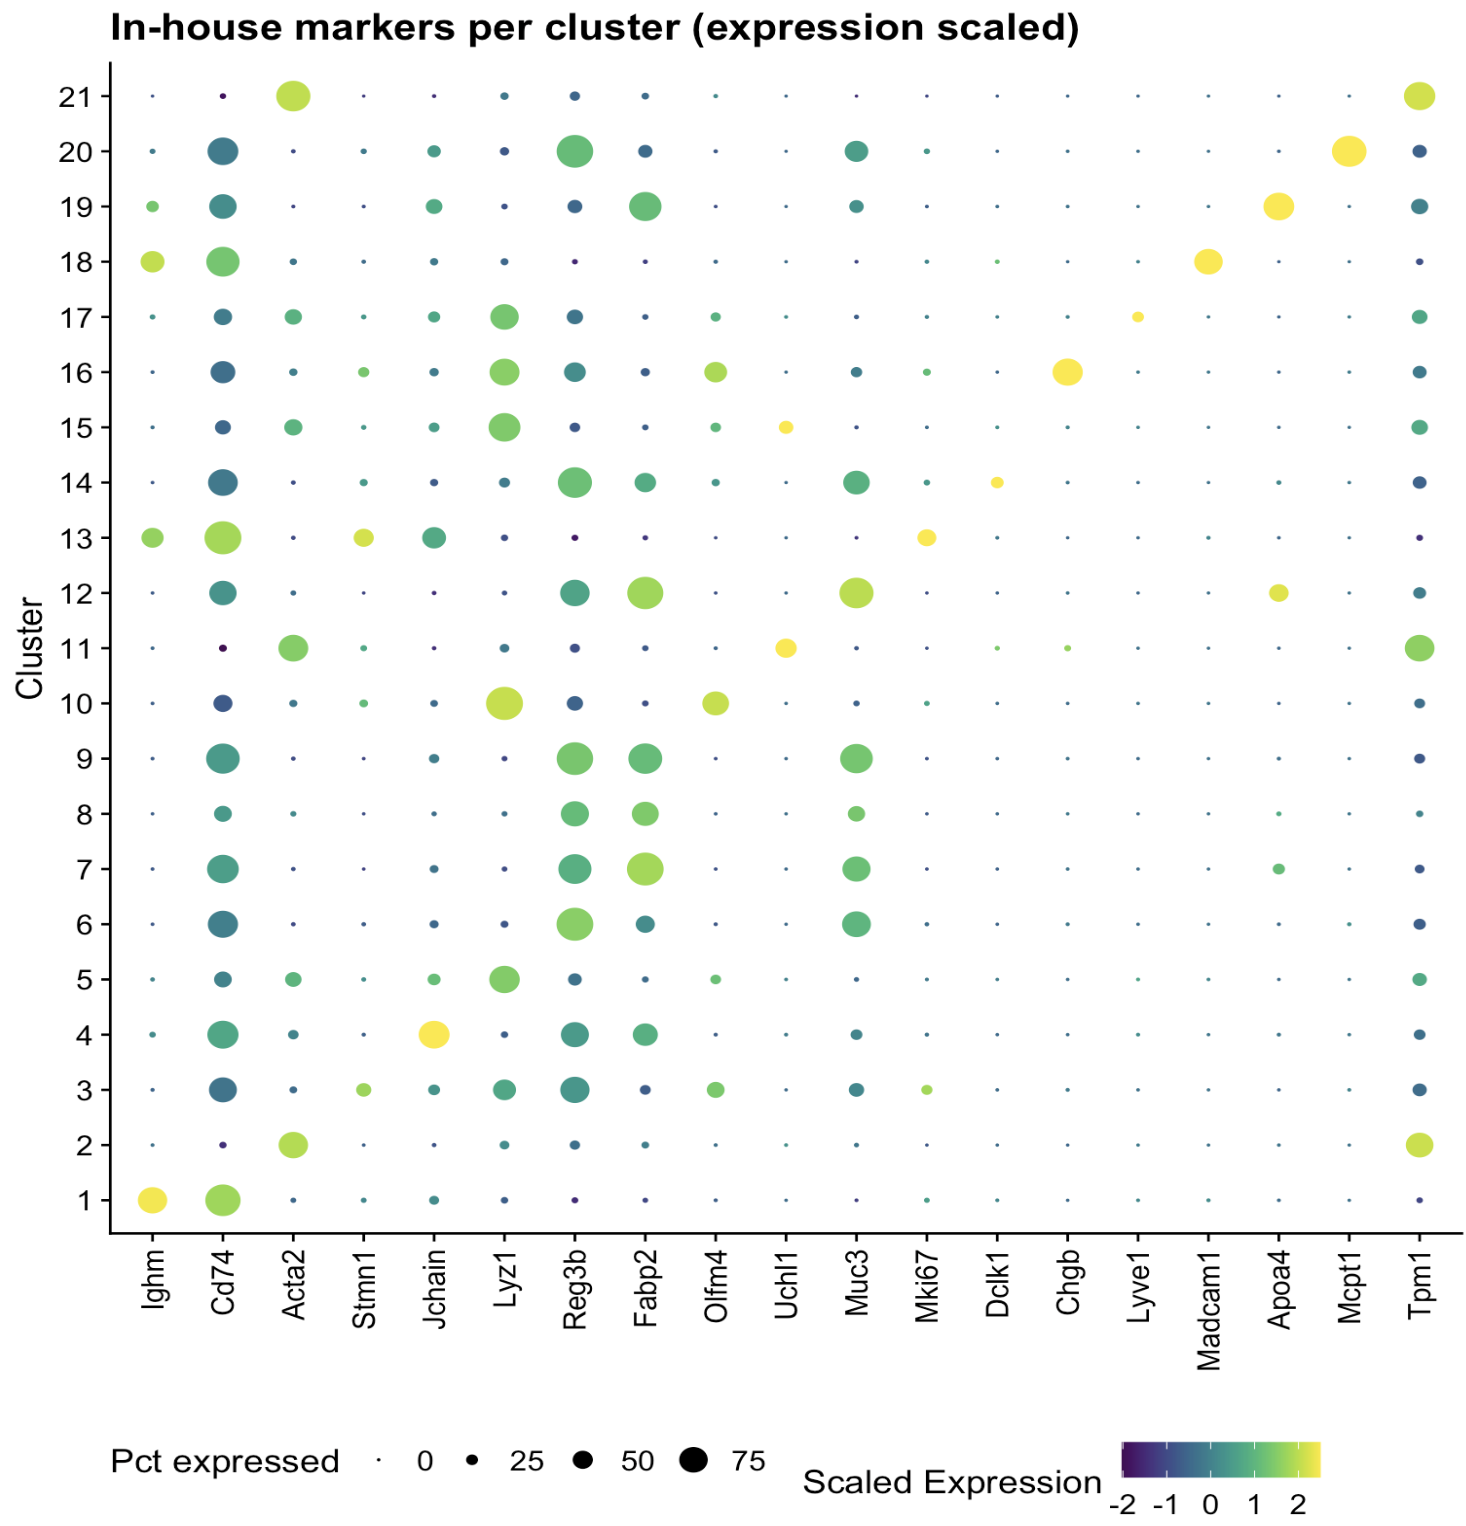 In-house markers per cluster (expression scaled)
Cluster
21
20
19
18
17
16
15
14
13
12
11
10
9
8
7
6
5
4
3
2
1
Ighm
Cd74
Acta2
Stmn1
Jchain
Lyz1
Reg3b
Fabp2
Olfm4
Uchl1
Muc3
Mki67
Dclk1
Chgb
Lyve1
Madcam1
Apoa4
Mcpt1
Tpm1
Pct expressed 0 25 50 75
Scaled Expression
-2 -1 0 1 2